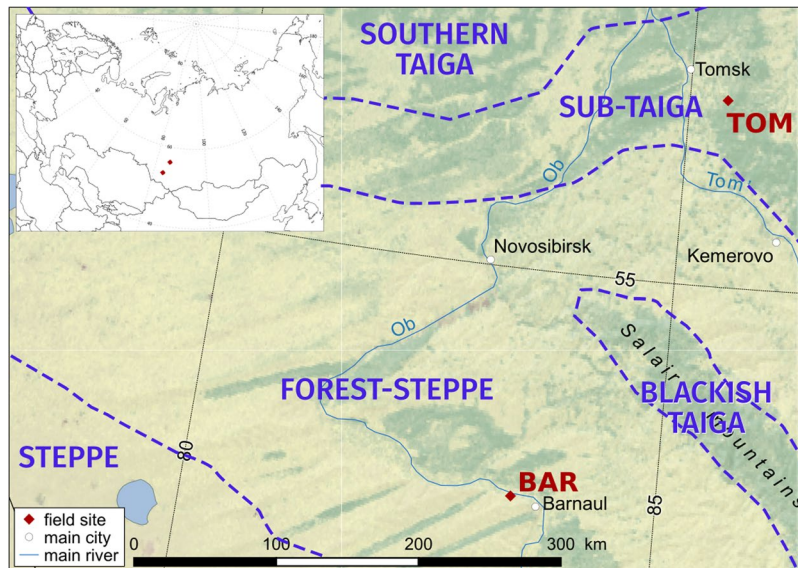 SOUTHERN
TAIGA
Tomsk
SUB-TAIGA
TOM
Ob
Tom
Novosibirsk
Kemerovo
55
Ob
Salair Mountains
FOREST-STEPPE
BLACKISH
TAIGA
STEPPE
80
BAR
85
Barnaul
field site
main city
main river
0
100
200
300 km